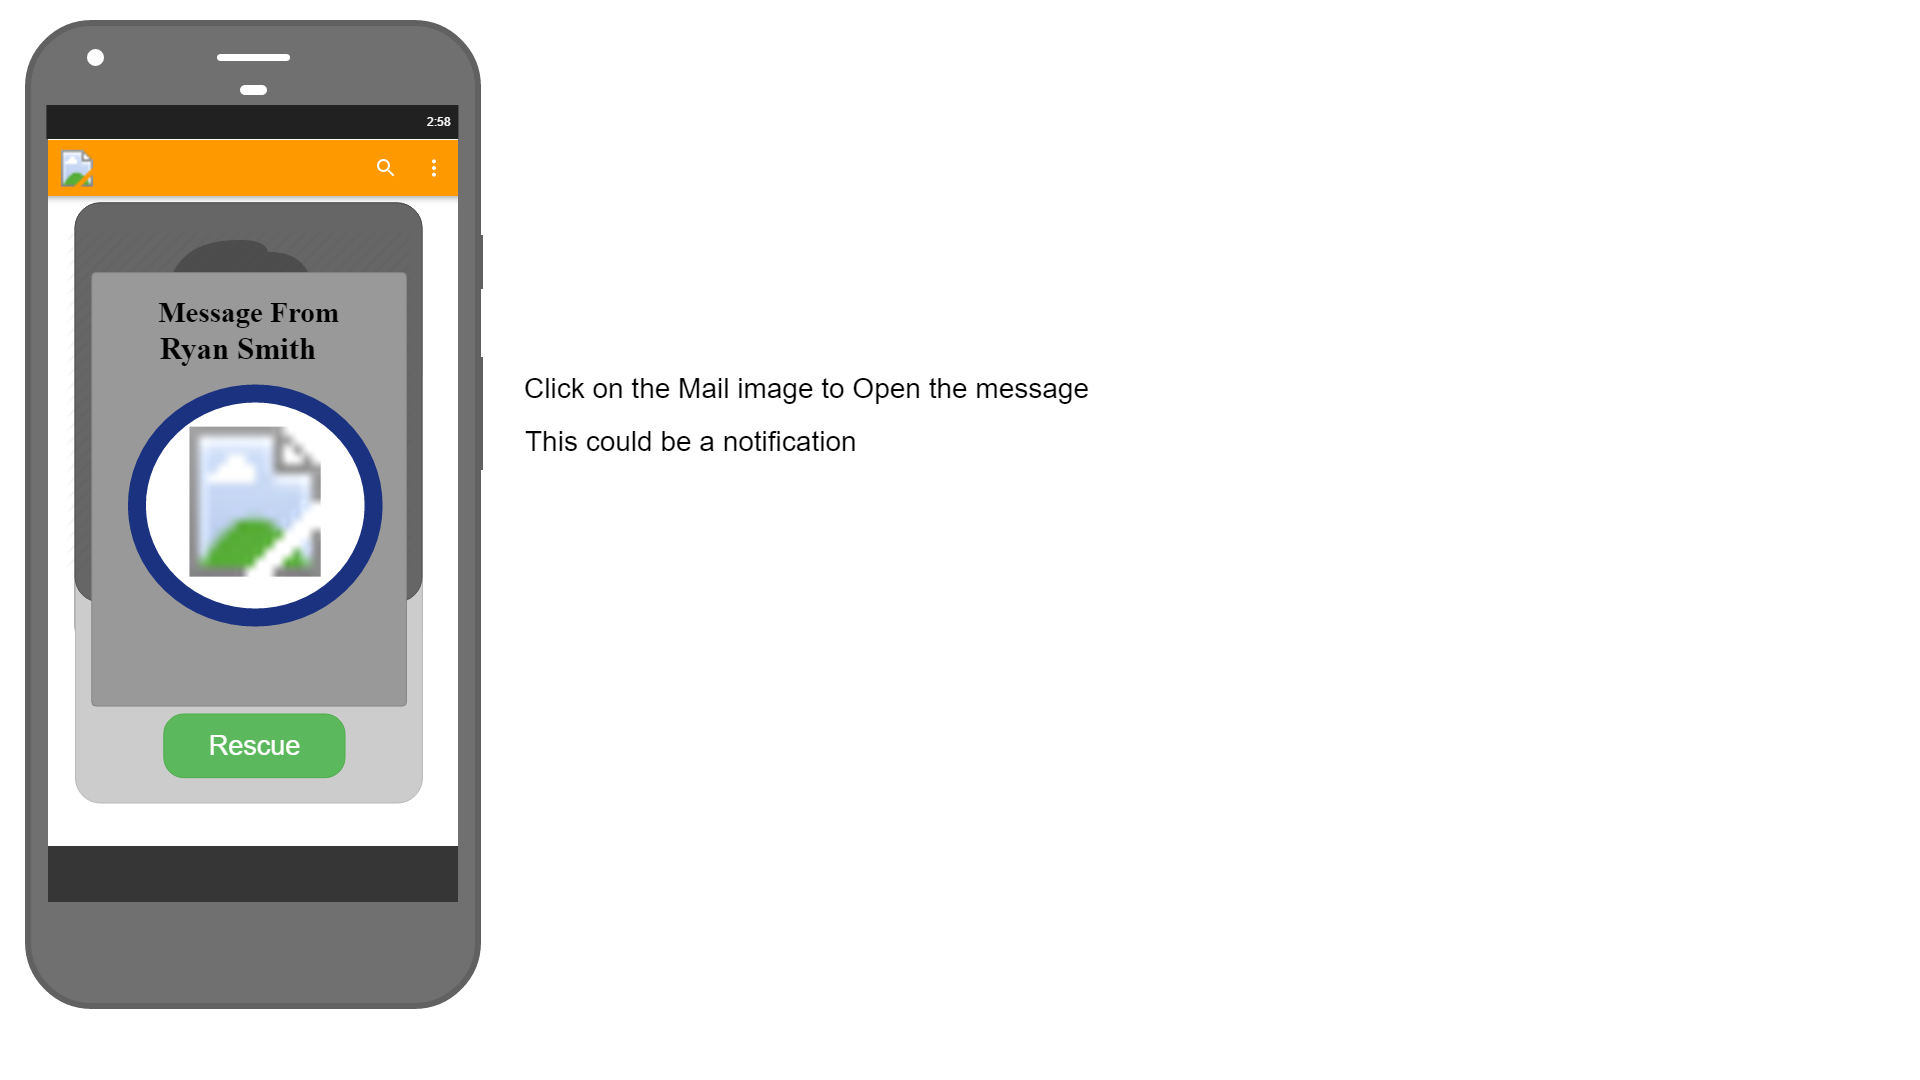 2:58
Message From
Ryan Smith
Click on the Mail image to Open the message
This could be a notification
Rescue